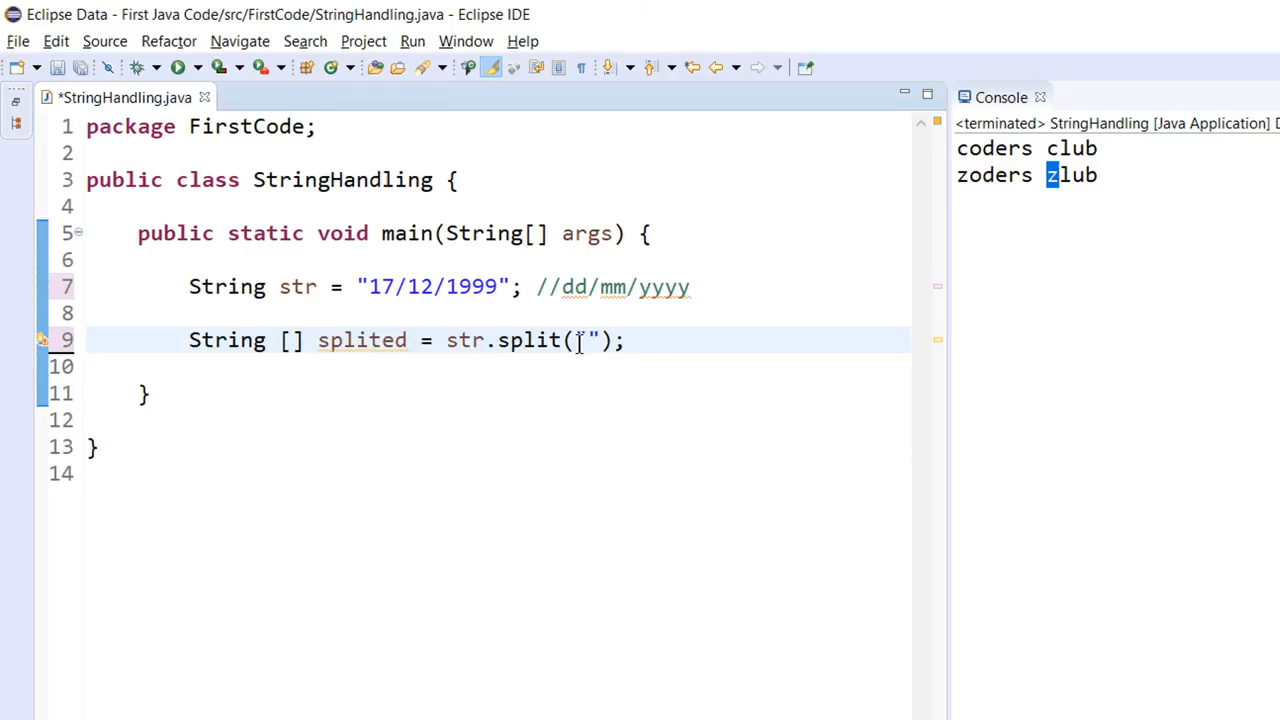 Eclipse Data - First Java Code/src/FirstCode/StringHandling.java - Eclipse IDE
File Edit Source Refactor Navigate Search Project Run Window Help
*StringHandling.java
1 package FirstCode;
2
3 public class StringHandling {
4
5 public static void main(String[] args) {
6
7 String str = "17/12/1999"; //dd/mm/yyyy
8
9 String [] splited = str.split("");
10
11 }
12
13 }
14
Console
<terminated> StringHandling [Java Application] D
coders club
zoders zlub